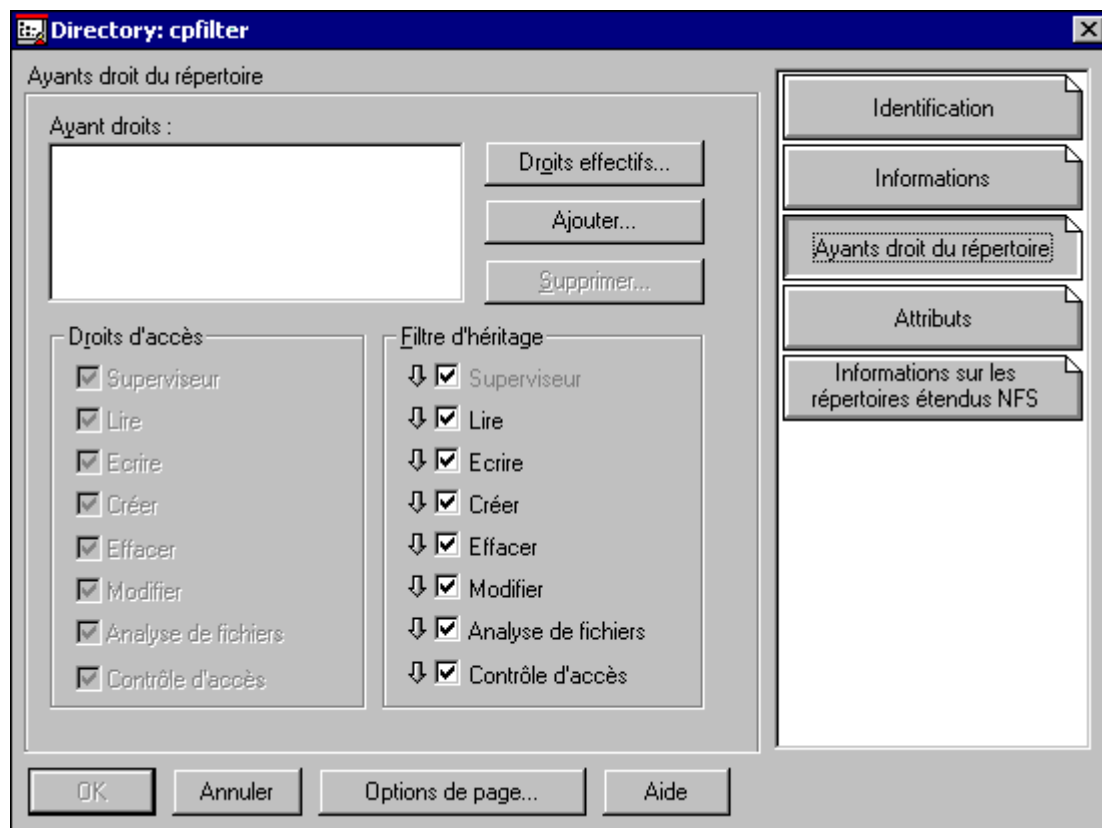 Directory: cpfilter
Ayants droit du répertoire
Ayant droits :
Droits effectifs...
Ajouter...
Supprimer...
Droits d'accès
Superviseur
Lire
Ecrire
Créer
Effacer
Modifier
Analyse de fichiers
Contrôle d'accès
Filtre d'héritage
Superviseur
Lire
Ecrire
Créer
Effacer
Modifier
Analyse de fichiers
Contrôle d'accès
Identification
Informations
Ayants droit du répertoire
Attributs
Informations sur les
répertoires étendus NFS
OK
Annuler
Options de page...
Aide